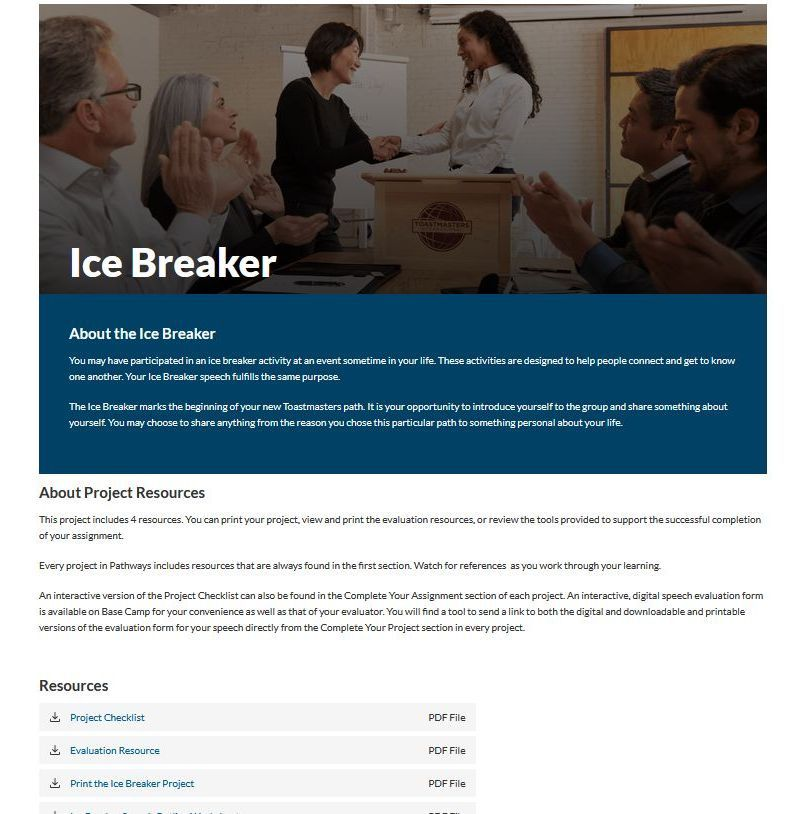 TOASTMASTERS
Ice Breaker
About the Ice Breaker
You may have participated in an ice breaker activity at an event sometime in your life. These activities are designed to help people connect and get to know
one another. Your Ice Breaker speech fulfills the same purpose.
The Ice Breaker marks the beginning of your new Toastmasters path. It is your opportunity to introduce yourself to the group and share something about
yourself. You may choose to share anything from the reason you chose this particular path to something personal about your life.
About Project Resources
This project includes 4 resources. You can print your project, view and print the evaluation resources, or review the tools provided to support the successful completion
of your assignment.
Every project in Pathways includes resources that are always found in the first section. Watch for references as you work through your learning.
An interactive version of the Project Checklist can also be found in the Complete Your Assignment section of each project. An interactive, digital speech evaluation form
is available on Base Camp for your convenience as well as that of your evaluator. You will find a tool to send a link to both the digital and downloadable and printable
versions of the evaluation form for your speech directly from the Complete Your Project section in every project.
Resources
Project Checklist PDF File
Evaluation Resource PDF File
Print the Ice Breaker Project PDF File